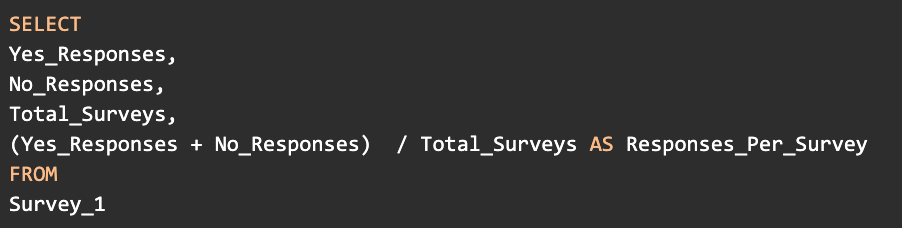 SELECT
Yes_Responses,
No_Responses,
Total_Surveys,
(Yes_Responses + No_Responses)  / Total_Surveys AS Responses_Per_Survey
FROM
Survey_1